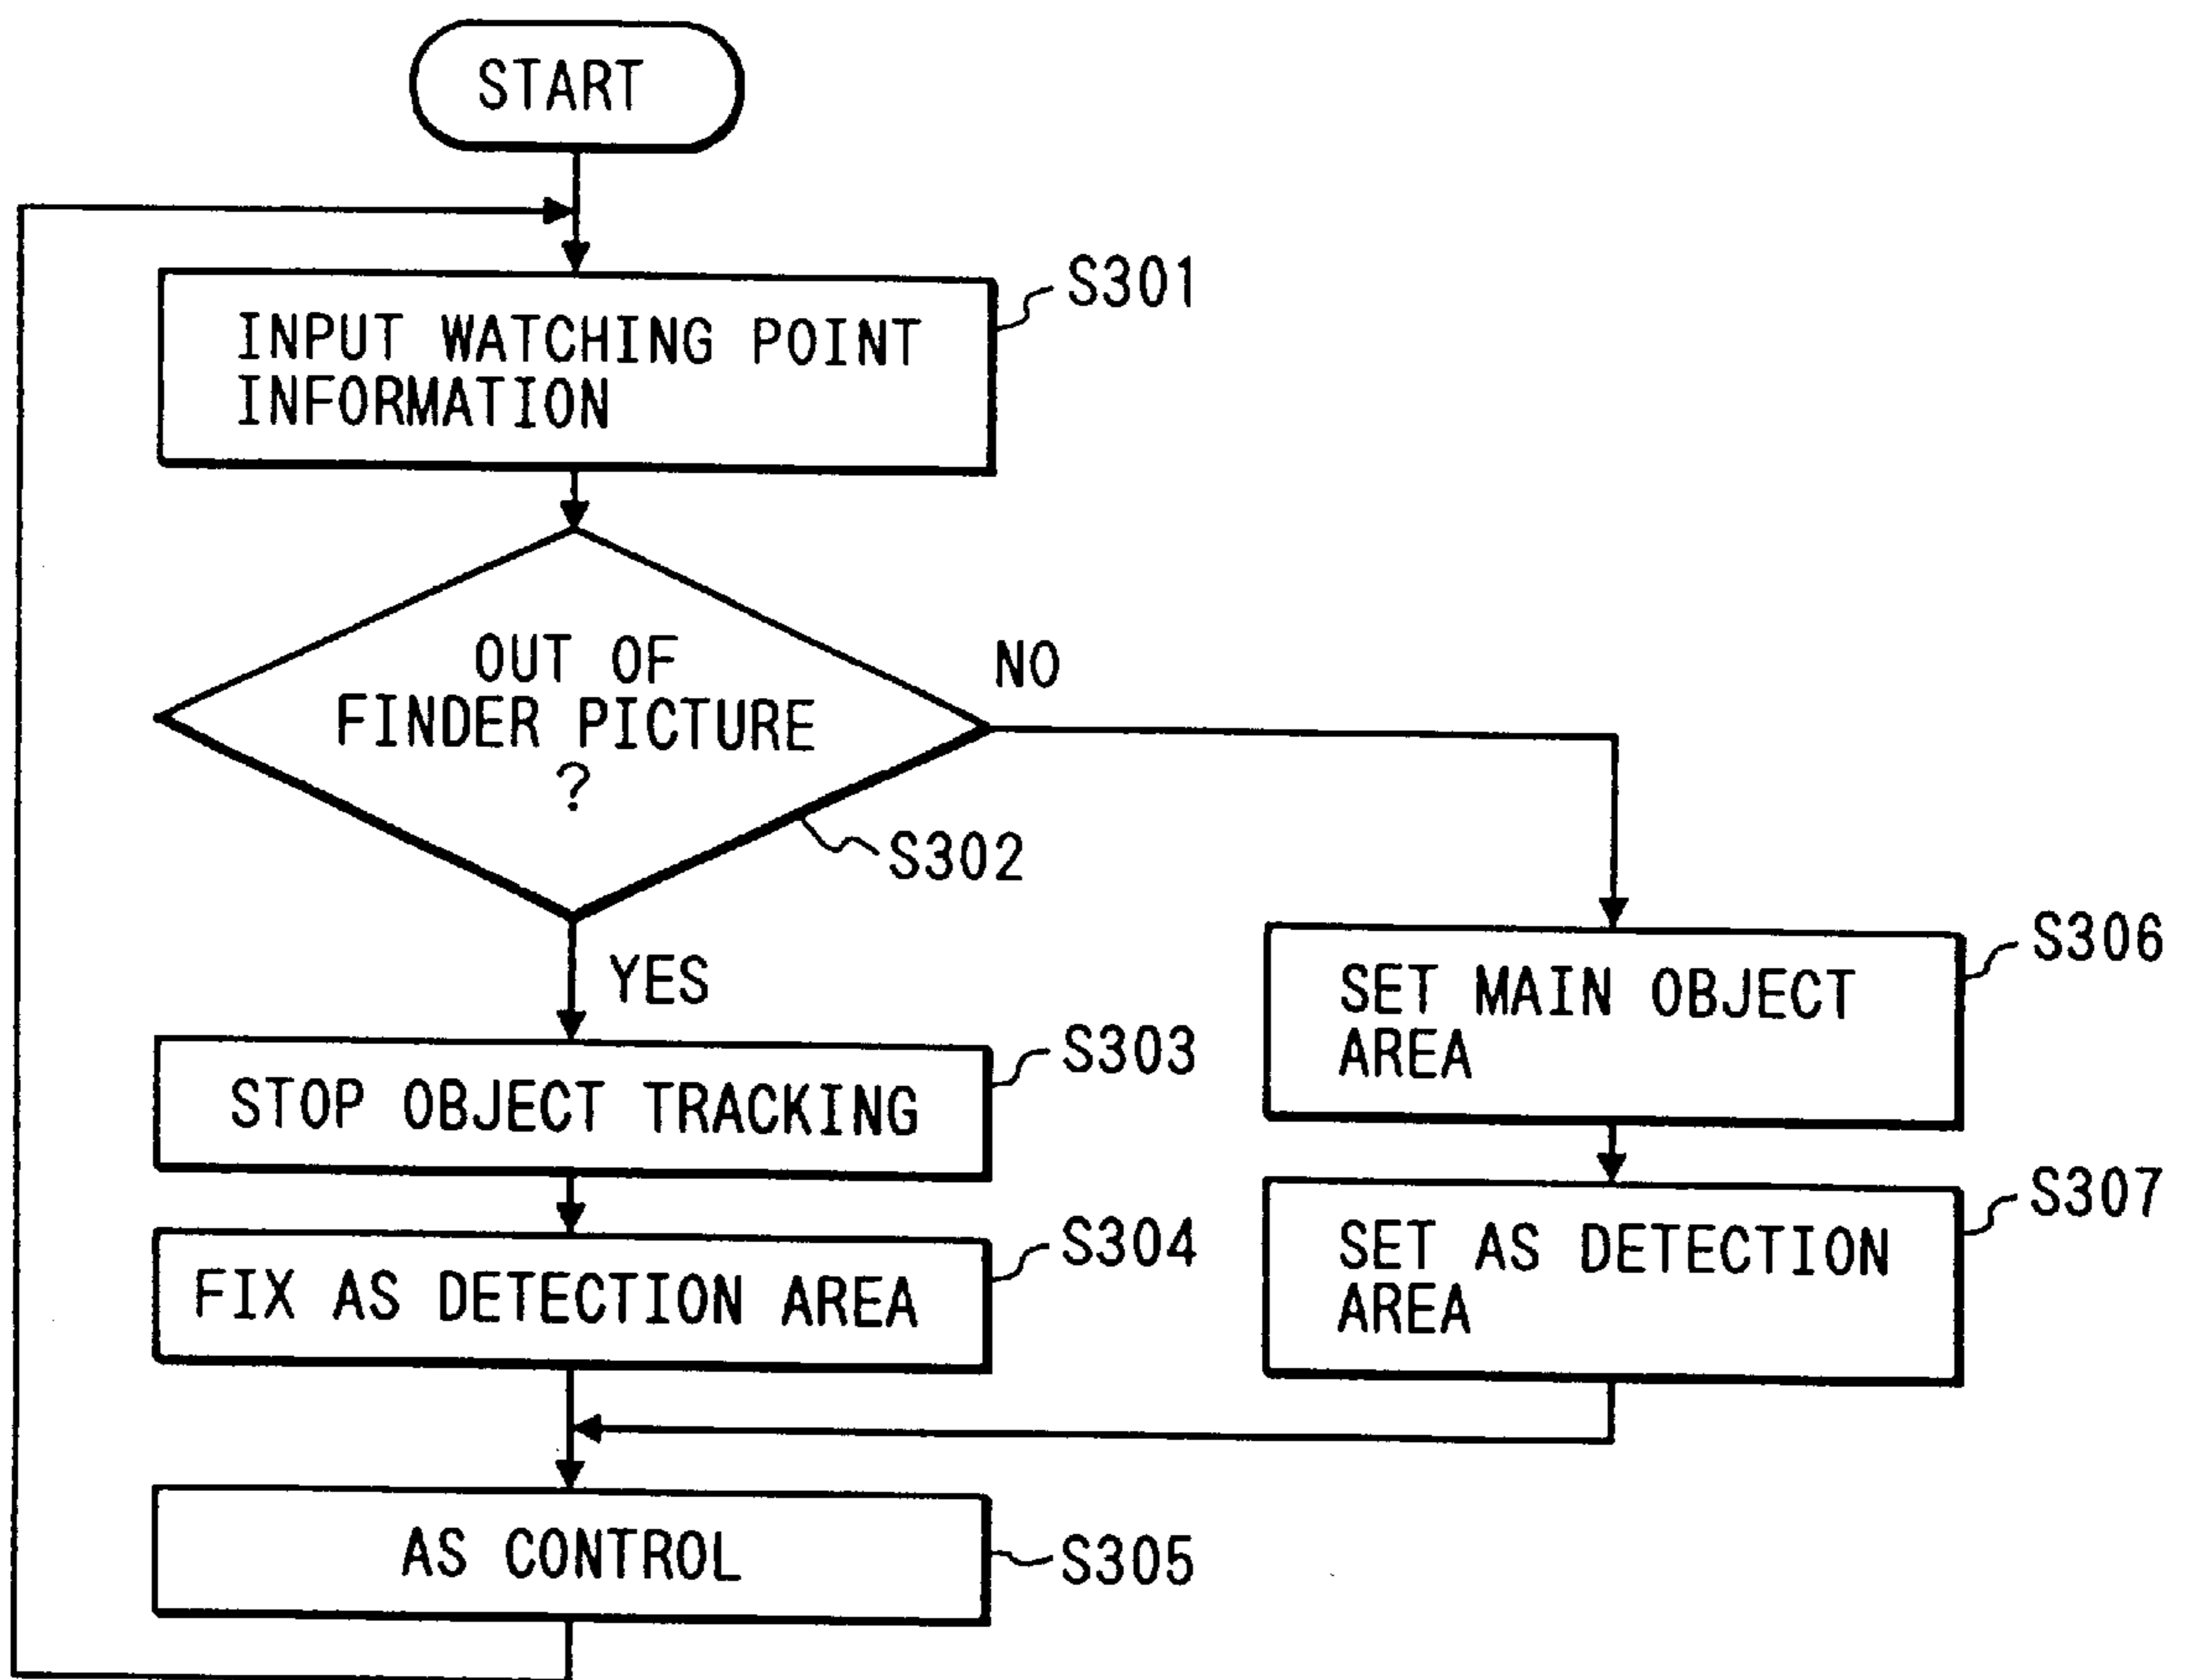 START
S301
INPUT WATCHING POINT
INFORMATION
OUT OF
FINDER PICTURE
?
NO
S302
YES
S303
STOP OBJECT TRACKING
S304
FIX AS DETECTION AREA
S306
SET MAIN OBJECT
AREA
S307
SET AS DETECTION
AREA
AS CONTROL
S305